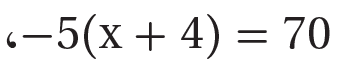 ،−5(x + 4) = 70